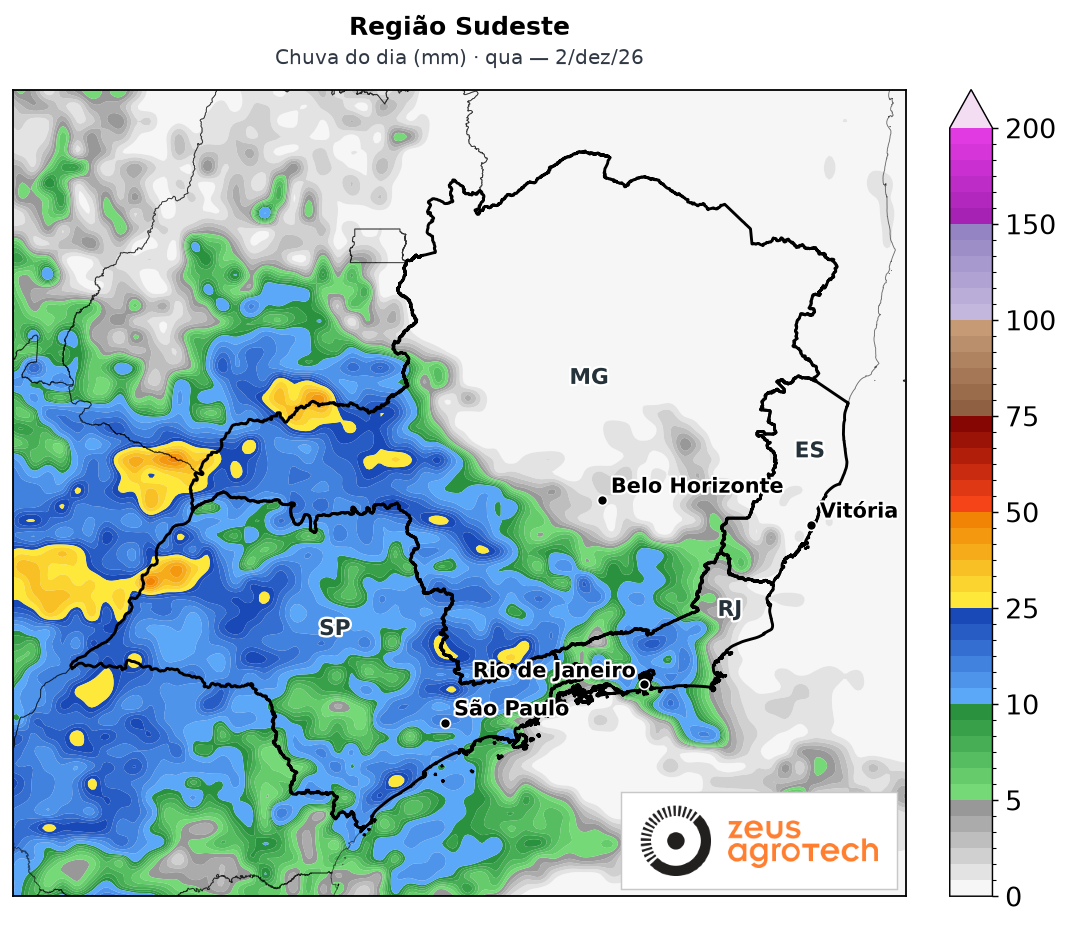 Região Sudeste
Chuva do dia (mm) · qua — 2/dez/26
200
150
100
75
50
25
10
5
0
MG
ES
Belo Horizonte
Vitória
RJ
SP
Rio de Janeiro
São Paulo
zeus
agrotech